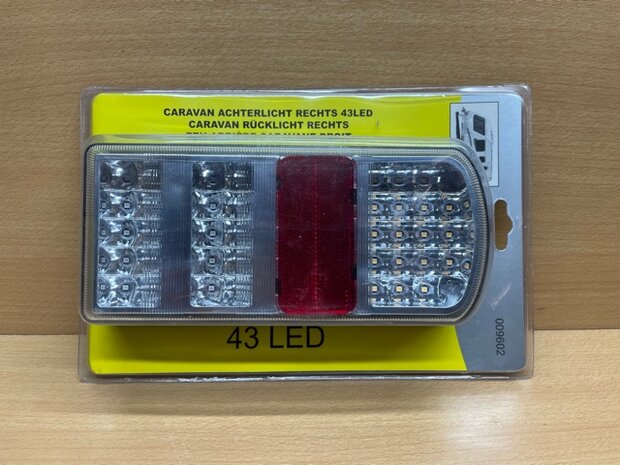 CARAVAN ACHTERLICHT RECHTS 43LED
CARAVAN RÜCKLICHT RECHTS
43 LED
009602